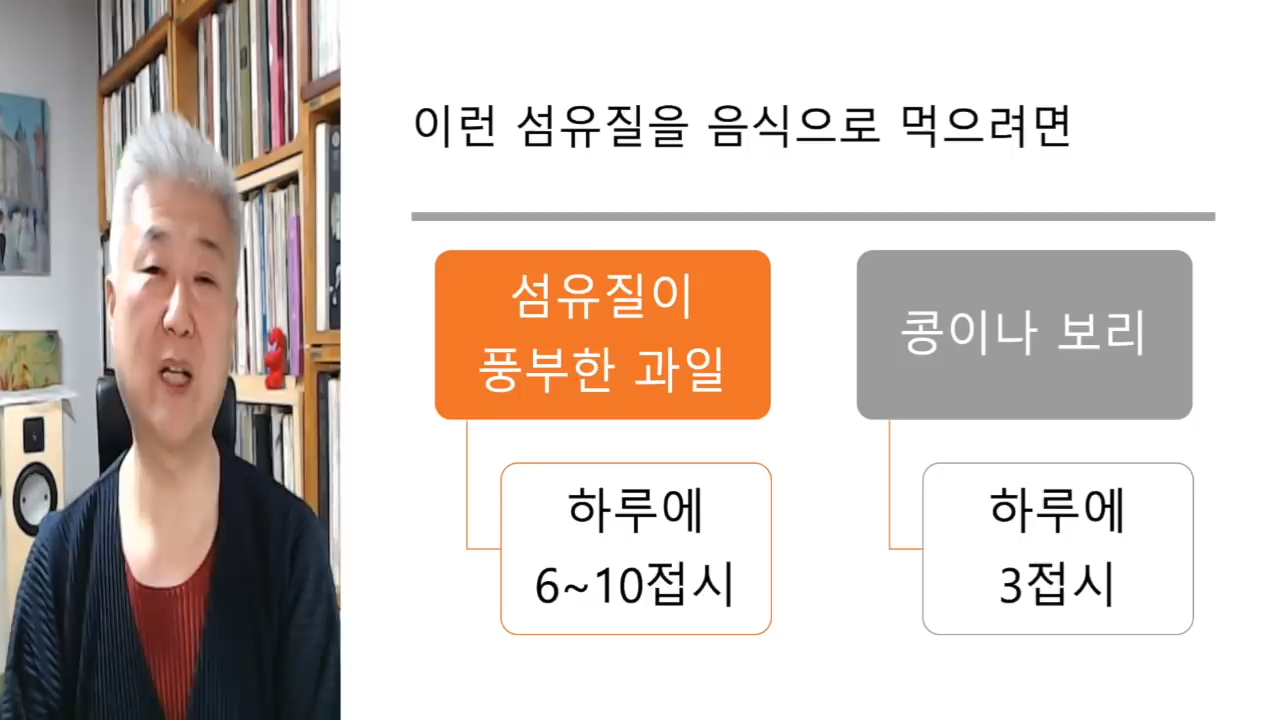 이런 섬유질을 음식으로 먹으려면
섬유질이
풍부한 과일
하루에
6~10접시
콩이나 보리
하루에
3접시